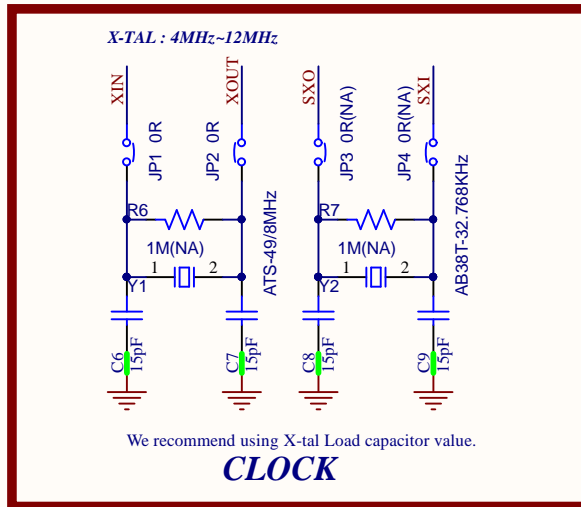 X-TAL : 4MHz~12MHz
XIN
XOUT
SXO
SXI
JP1 0R
JP2 0R
JP3 0R(NA)
JP4 0R(NA)
R6
R7
1M(NA)
1M(NA)
1 2
1 2
Y1
Y2
ATS-49/8MHz
AB38T-32.768KHz
C6
15pF
C7
15pF
C8
15pF
C9
15pF
We recommend using X-tal Load capacitor value.
CLOCK